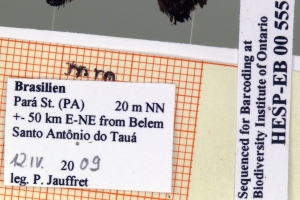 mm
Brasilien
Pará St. (PA) 20 m NN
+- 50 km E-NE from Belem
Santo Antônio do Tauá
12 IV. 2009
leg. P. Jauffret
Sequenced for Barcoding at
Biodiversity Institute of Ontario
HESP-EB 00 555